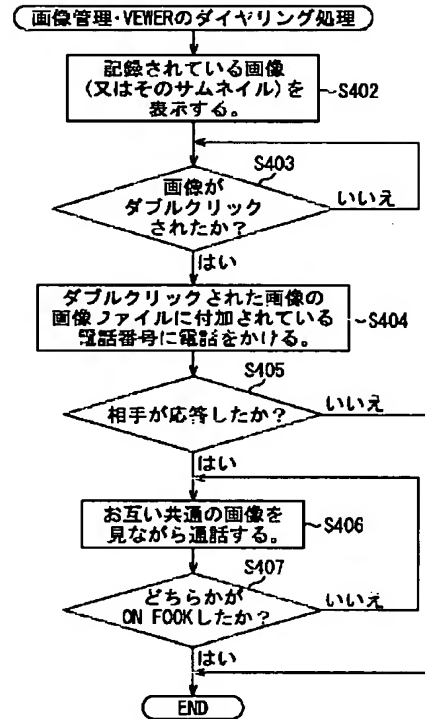 画像管理・VEWERのダイヤリング処理
記録されている画像
(又はそのサムネイル)を
表示する。
S402
S403
画像が
ダブルクリック
されたか?
いいえ
はい
ダブルクリックされた画像の
画像ファイルに付加されている
電話番号に電話をかける。
S404
S405
相手が応答したか?
いいえ
はい
お互い共通の画像を
見ながら通話する。
S406
S407
どちらかが
ON FOOKしたか?
いいえ
はい
END